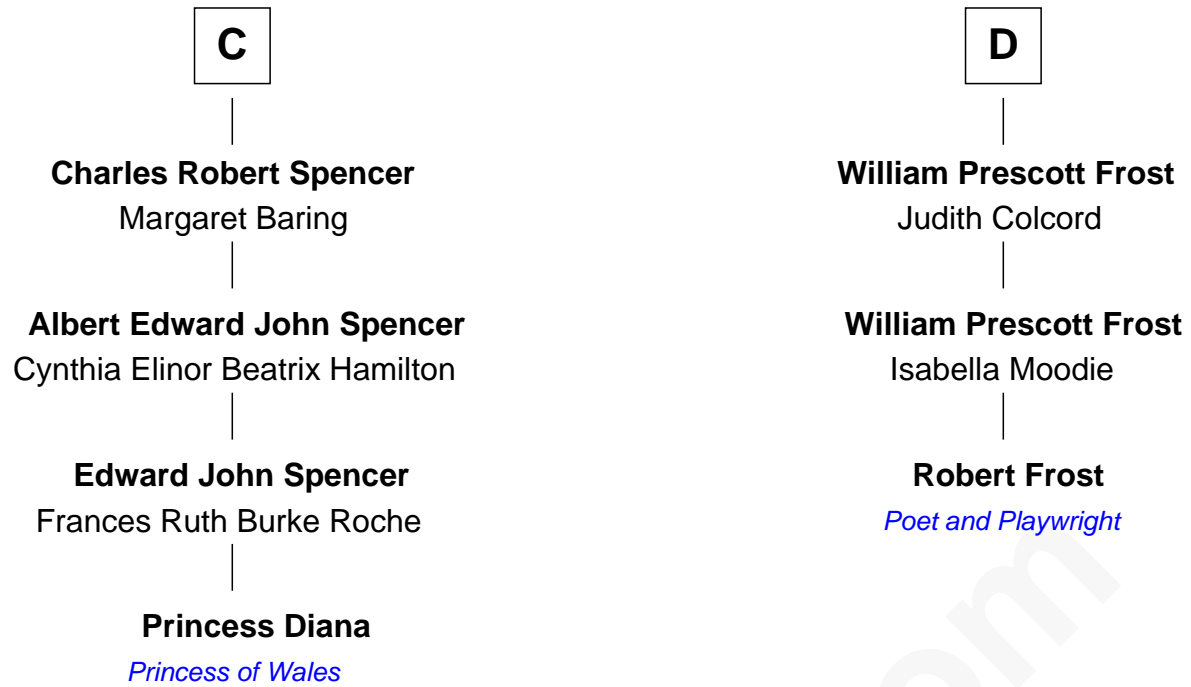 C
Charles Robert Spencer
Margaret Baring
Albert Edward John Spencer
Cynthia Elinor Beatrix Hamilton
Edward John Spencer
Frances Ruth Burke Roche
Princess Diana
Princess of Wales
D
William Prescott Frost
Judith Colcord
William Prescott Frost
Isabella Moodie
Robert Frost
Poet and Playwright
om